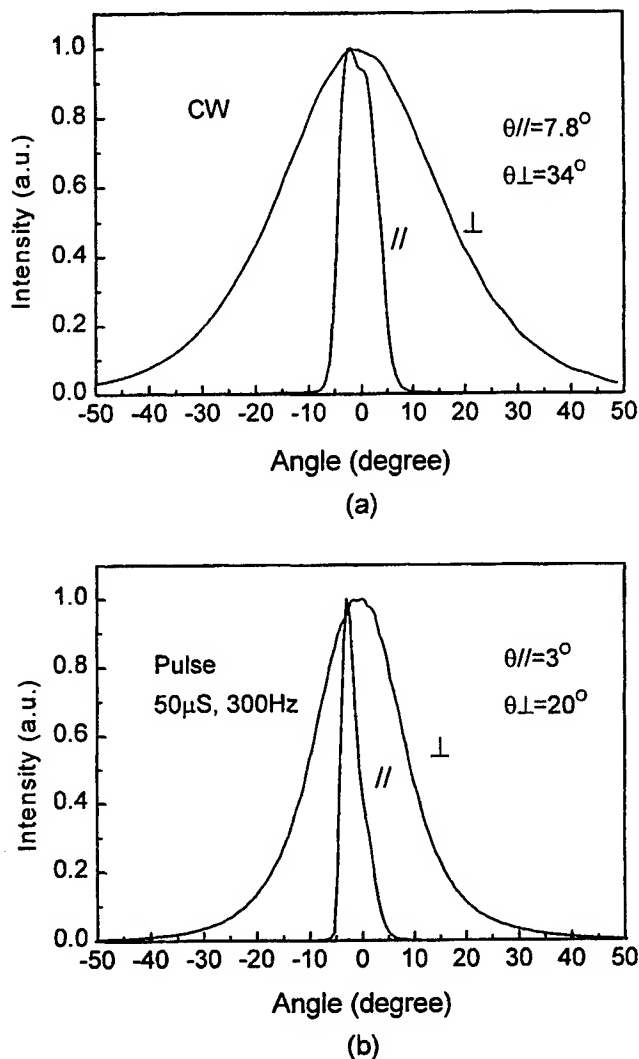 1.0
0.8
0.6
0.4
0.2
0.0
Intensity (a.u.)
CW
θ//=7.8°
θ⊥=34°
//
⊥
-50 -40 -30 -20 -10 0 10 20 30 40 50
Angle (degree)
(a)
1.0
0.8
0.6
0.4
0.2
0.0
Intensity (a.u.)
Pulse
50μS, 300Hz
θ//=3°
θ⊥=20°
//
⊥
-50 -40 -30 -20 -10 0 10 20 30 40 50
Angle (degree)
(b)